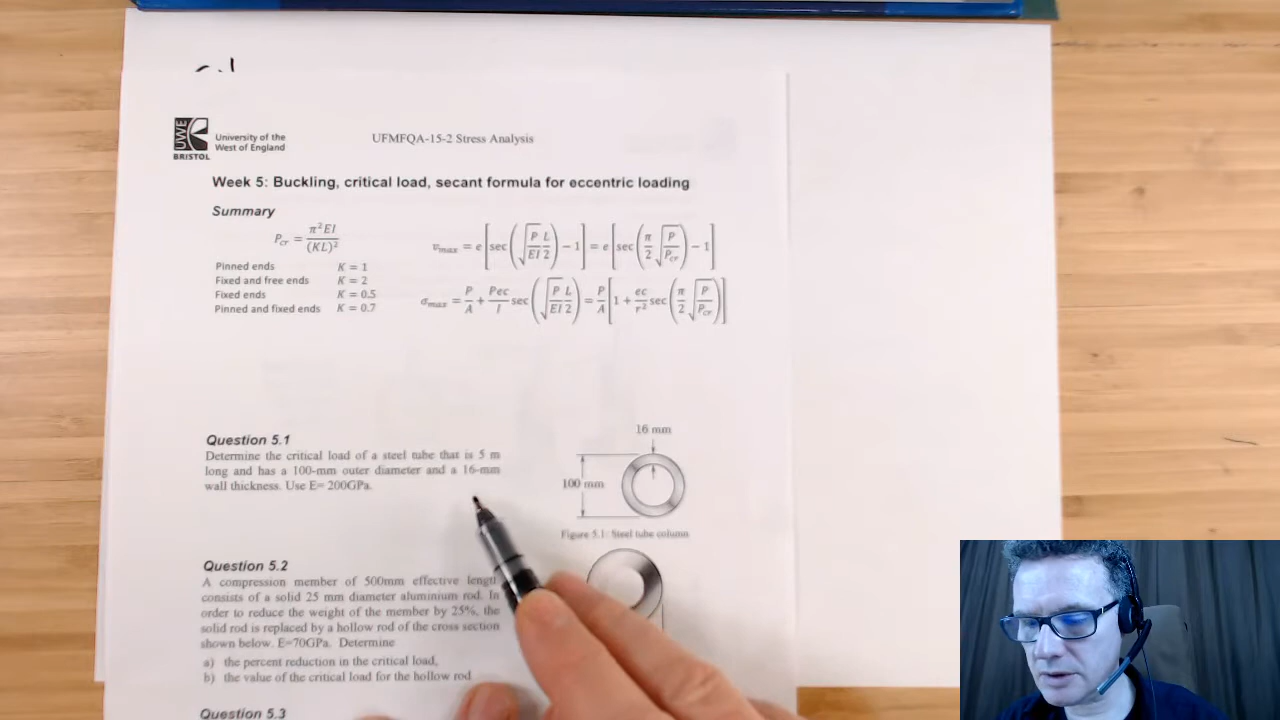 UWE
BRISTOL
University of the
West of England
UFMFQA-15-2 Stress Analysis
Week 5: Buckling, critical load, secant formula for eccentric loading
Summary
P_cr = π²EI / (KL)²
v_max = e[sec(√(P/EI) L/2) − 1] = e[sec(π/2 √(P/P_cr)) − 1]
Pinned ends K = 1
Fixed and free ends K = 2
Fixed ends K = 0.5
Pinned and fixed ends K = 0.7
σ_max = P/A + Pec/I sec(√(P/EI) L/2) = P/A[1 + ec/r² sec(π/2 √(P/P_cr))]
Question 5.1
Determine the critical load of a steel tube that is 5 m
long and has a 100-mm outer diameter and a 16-mm
wall thickness. Use E= 200GPa.
16 mm
100 mm
Figure 5.1: Steel tube column
Question 5.2
A compression member of 500mm effective length
consists of a solid 25 mm diameter aluminium rod. In
order to reduce the weight of the member by 25%, the
solid rod is replaced by a hollow rod of the cross section
shown below. E=70GPa. Determine
a) the percent reduction in the critical load,
b) the value of the critical load for the hollow rod
Question 5.3